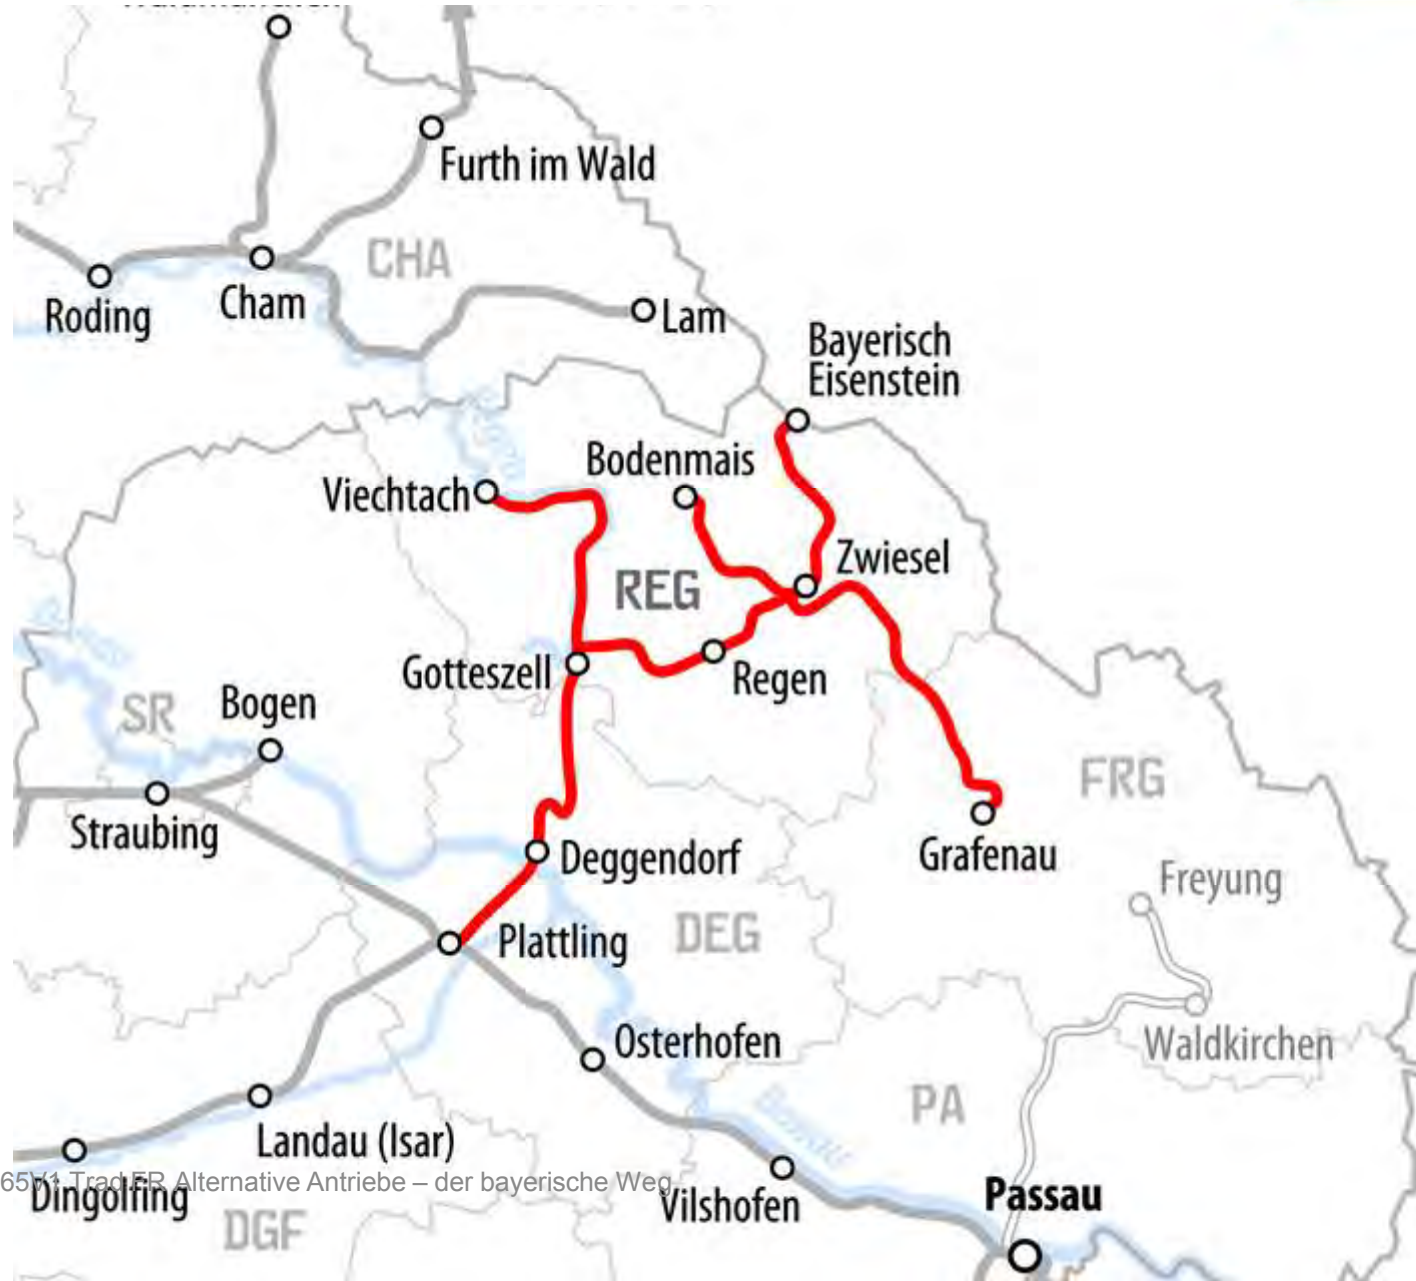 Furth im Wald
CHA
Roding
Cham
Lam
Bayerisch
Eisenstein
Bodenmais
Viechtach
Zwiesel
REG
Gotteszell
Regen
SR
Bogen
FRG
Straubing
Deggendorf
Grafenau
Freyung
Plattling
DEG
Osterhofen
Waldkirchen
PA
Donau
Landau (Isar)
65V1 TradER Alternative Antriebe – der bayerische Weg
Dingolfing
Vilshofen
Passau
DGF